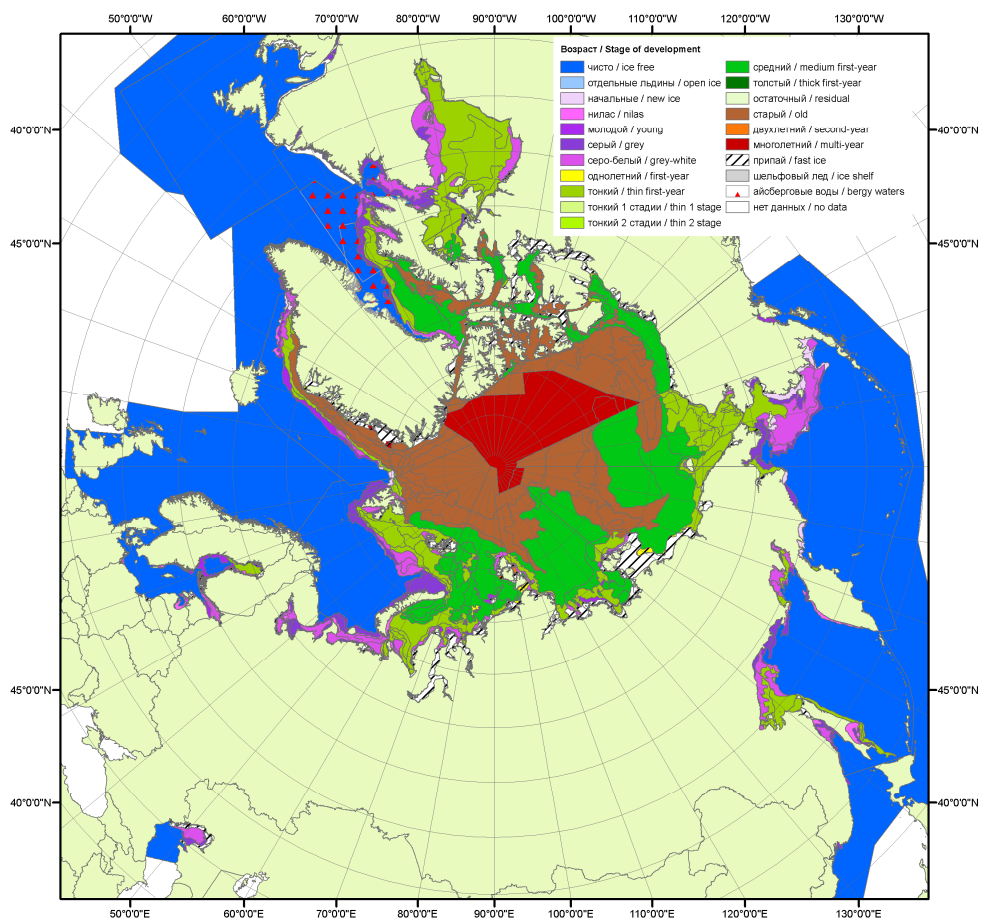 50°0'0"W 60°0'0"W 70°0'0"W 80°0'0"W 90°0'0"W 100°0'0"W 110°0'0"W 120°0'0"W 130°0'0"W
Возраст / Stage of development
чисто / ice free
отдельные льдины / open ice
начальные / new ice
нилас / nilas
молодой / young
серый / grey
серо-белый / grey-white
однолетний / first-year
тонкий / thin first-year
тонкий 1 стадии / thin 1 stage
тонкий 2 стадии / thin 2 stage
средний / medium first-year
толстый / thick first-year
остаточный / residual
старый / old
двухлетний / second-year
многолетний / multi-year
припай / fast ice
шельфовый лед / ice shelf
айсберговые воды / bergy waters
нет данных / no data
40°0'0"N 40°0'0"N
45°0'0"N 45°0'0"N
45°0'0"N 45°0'0"N
40°0'0"N 40°0'0"N
50°0'0"W 60°0'0"W 70°0'0"W 80°0'0"W 90°0'0"W 100°0'0"W 110°0'0"W 120°0'0"W 130°0'0"W